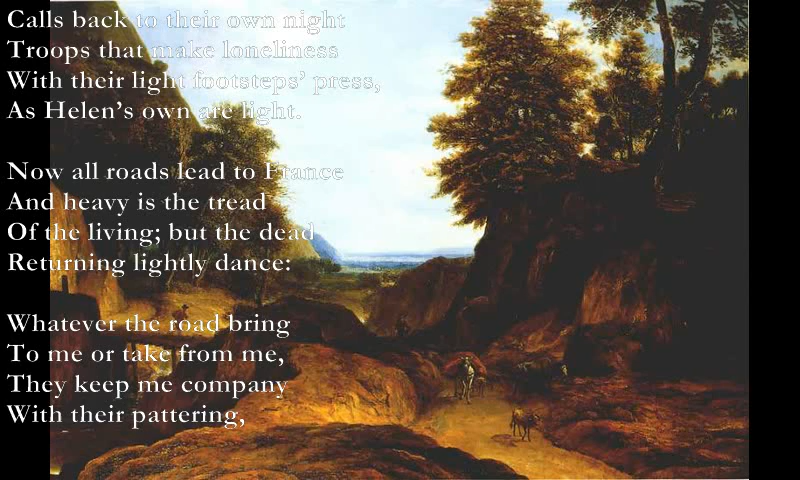 Calls back to their own night
Troops that make loneliness
With their light footsteps’ press,
As Helen’s own are light.

Now all roads lead to France
And heavy is the tread
Of the living; but the dead
Returning lightly dance:

Whatever the road bring
To me or take from me,
They keep me company
With their pattering,